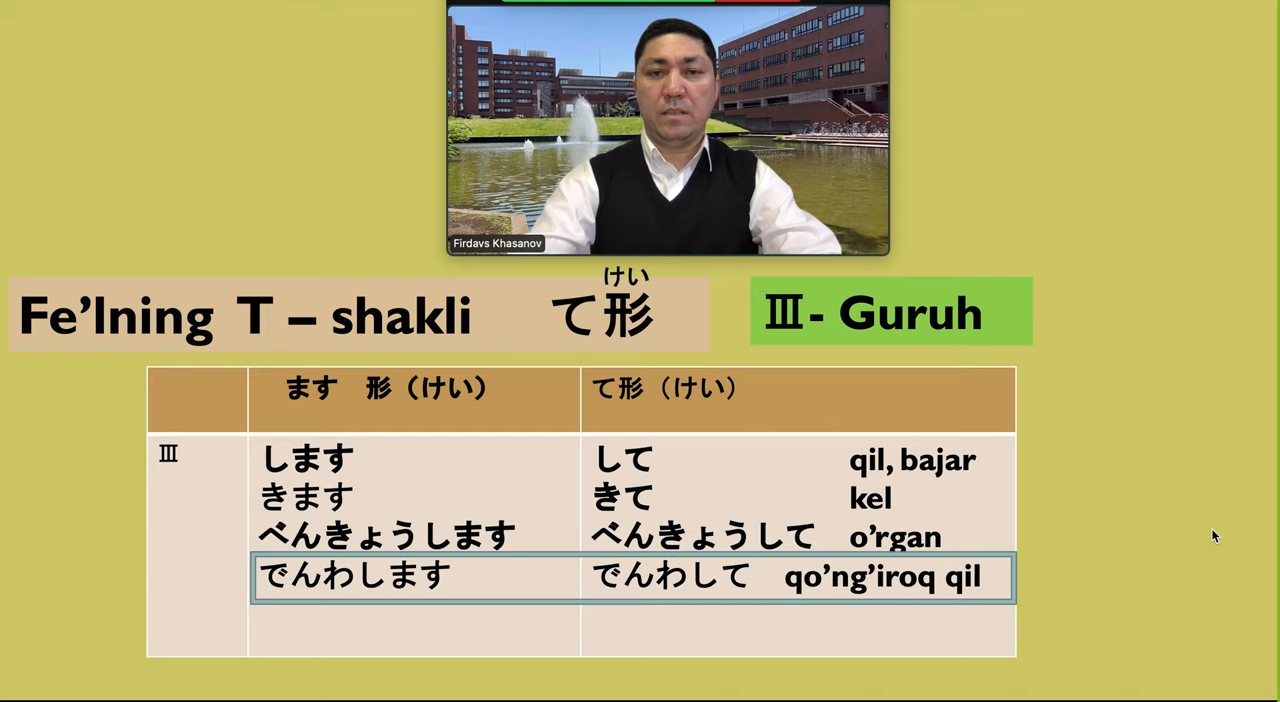 Firdavs Khasanov
けい
Fe’lning T – shakli て形
Ⅲ- Guruh
ます 形（けい） て形（けい）
Ⅲ します して qil, bajar
きます きて kel
べんきょうします べんきょうして o’rgan
でんわします でんわして qo’ng’iroq qil